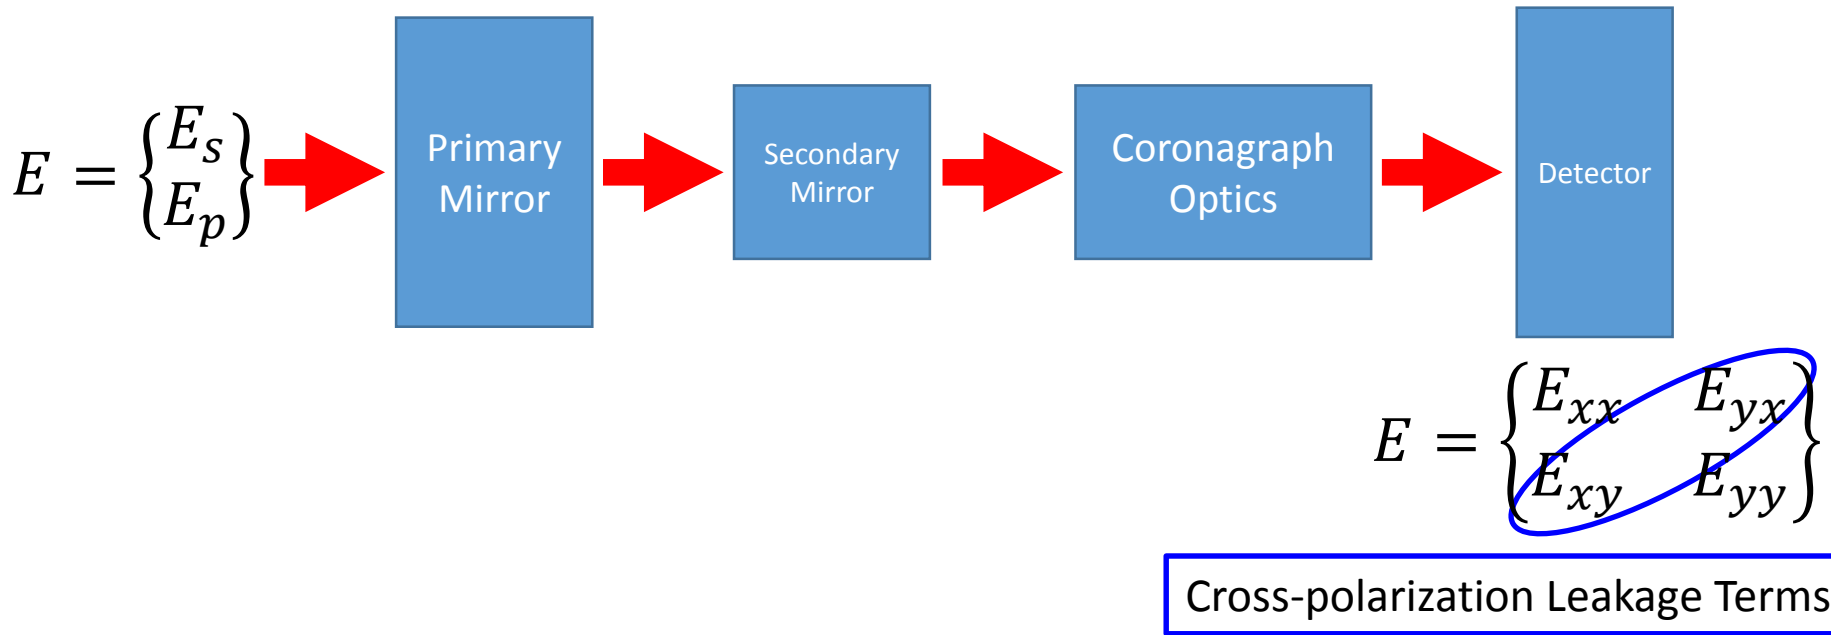 E = {E_s
E_p}
Primary
Mirror
Secondary
Mirror
Coronagraph
Optics
Detector
E = {E_xx E_yx
E_xy E_yy}
Cross-polarization Leakage Terms